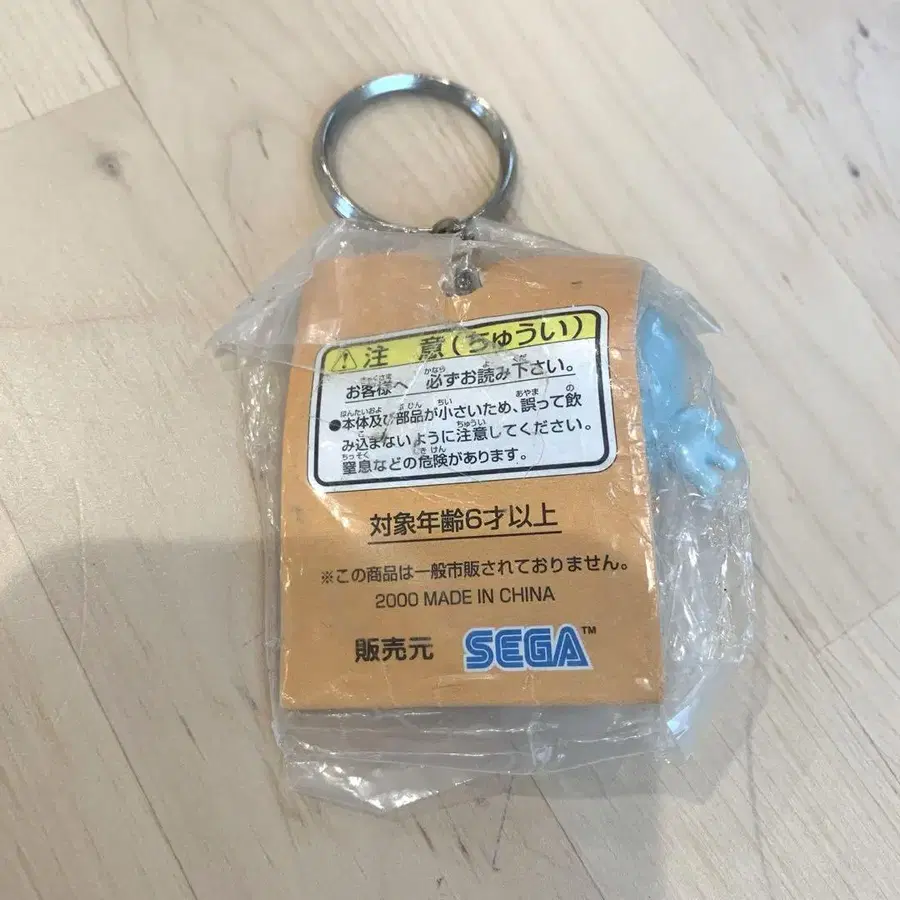 ⚠注 意(ちゅうい)
お客様へ 必ずお読み下さい。
●本体及び部品が小さいため、誤って飲
み込まないように注意してください。
窒息などの危険があります。
対象年齢6才以上
※この商品は一般市販されておりません。
2000 MADE IN CHINA
販売元 SEGA™